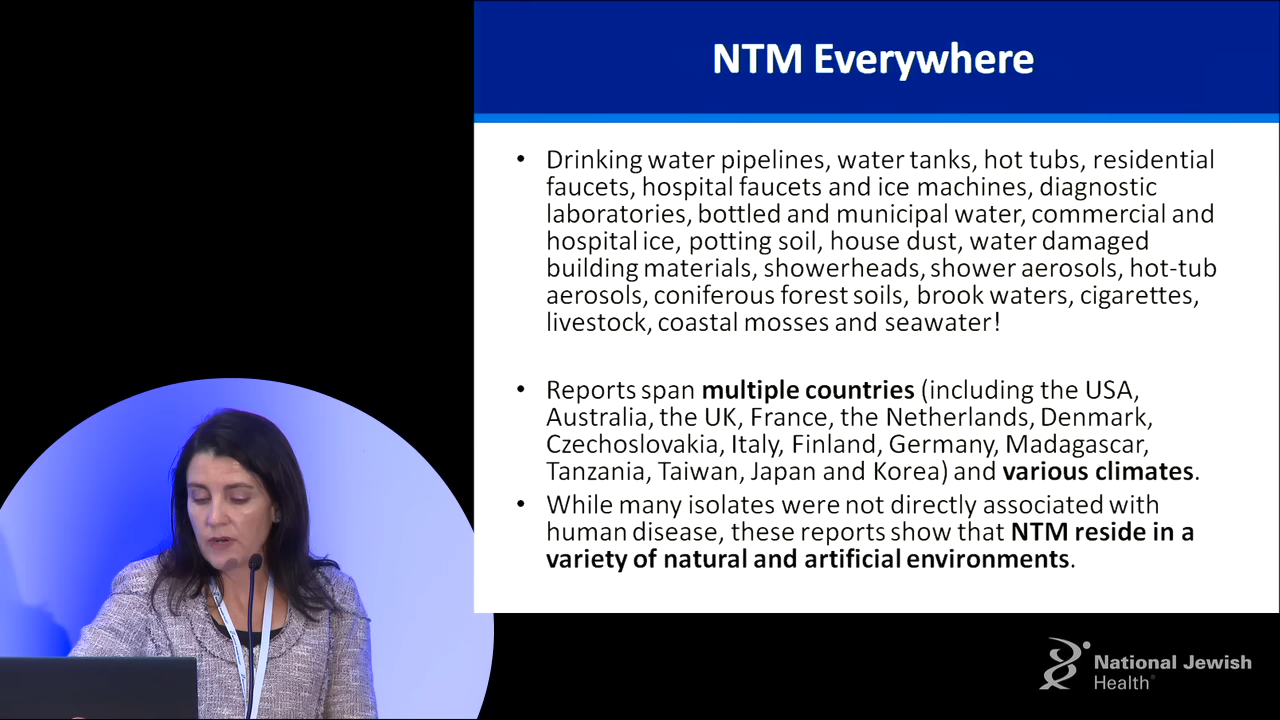 NTM Everywhere
• Drinking water pipelines, water tanks, hot tubs, residential
faucets, hospital faucets and ice machines, diagnostic
laboratories, bottled and municipal water, commercial and
hospital ice, potting soil, house dust, water damaged
building materials, showerheads, shower aerosols, hot-tub
aerosols, coniferous forest soils, brook waters, cigarettes,
livestock, coastal mosses and seawater!
• Reports span multiple countries (including the USA,
Australia, the UK, France, the Netherlands, Denmark,
Czechoslovakia, Italy, Finland, Germany, Madagascar,
Tanzania, Taiwan, Japan and Korea) and various climates.
• While many isolates were not directly associated with
human disease, these reports show that NTM reside in a
variety of natural and artificial environments.
National Jewish
Health®